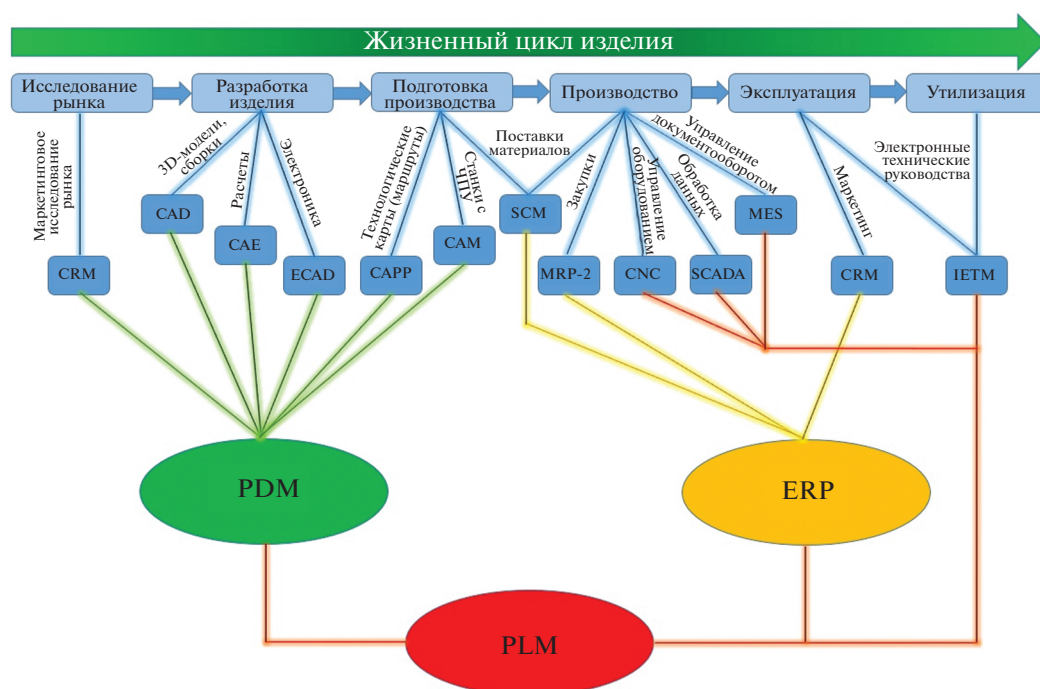 Жизненный цикл изделия
Исследование
рынка
Разработка
изделия
Подготовка
производства
Производство
Эксплуатация
Утилизация
Маркетинговое
исследование
рынка
3D-модели,
сборки
Расчеты
Электроника
Технологические
карты (маршруты)
Станки с
ЧПУ
Поставки
материалов
Закупки
Управление
оборудованием
Обработка
данных
Управление
документооборотом
Маркетинг
Электронные
технические
руководства
CAD
CAE
CAM
SCM
MES
CRM
ECAD
CAPP
MRP-2
CNC
SCADA
CRM
IETM
PDM
ERP
PLM